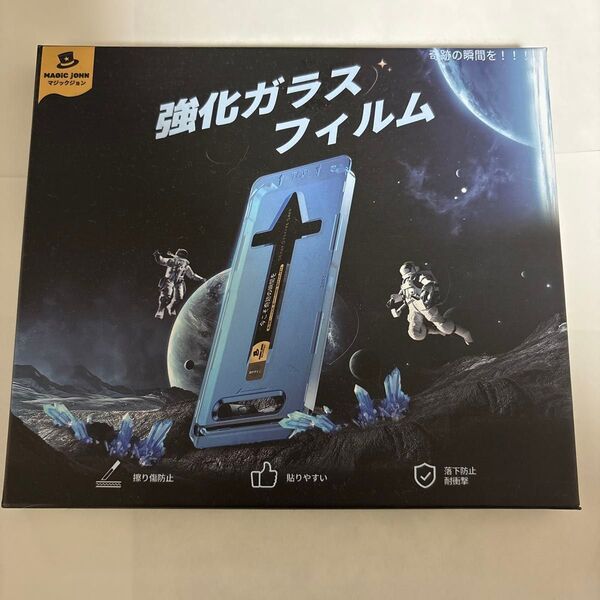 MAGIC JOHN
マジックジョン
奇跡の瞬間を！！！！
強化ガラス
フィルム
擦り傷防止
貼りやすい
落下防止
耐衝撃